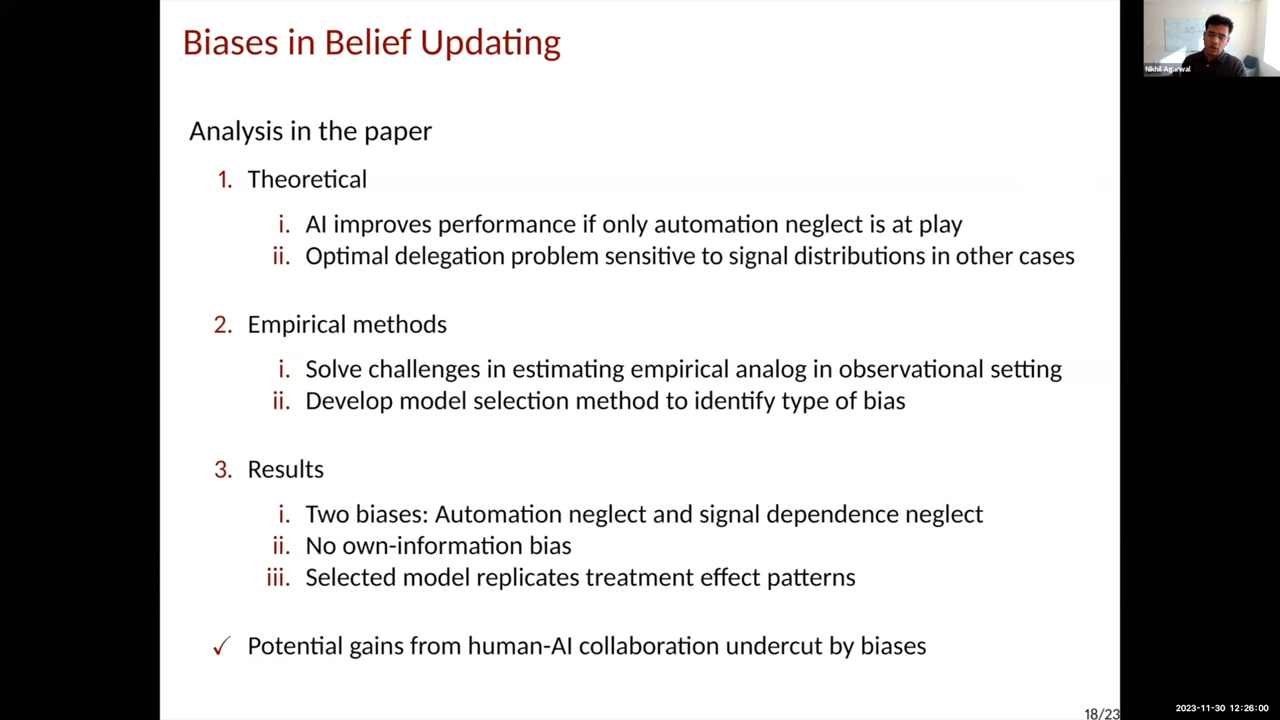 Biases in Belief Updating
Nikhil Agarwal
Analysis in the paper
1. Theoretical
i. AI improves performance if only automation neglect is at play
ii. Optimal delegation problem sensitive to signal distributions in other cases
2. Empirical methods
i. Solve challenges in estimating empirical analog in observational setting
ii. Develop model selection method to identify type of bias
3. Results
i. Two biases: Automation neglect and signal dependence neglect
ii. No own-information bias
iii. Selected model replicates treatment effect patterns
✓ Potential gains from human-AI collaboration undercut by biases
18/23
2023-11-30 12:26:00